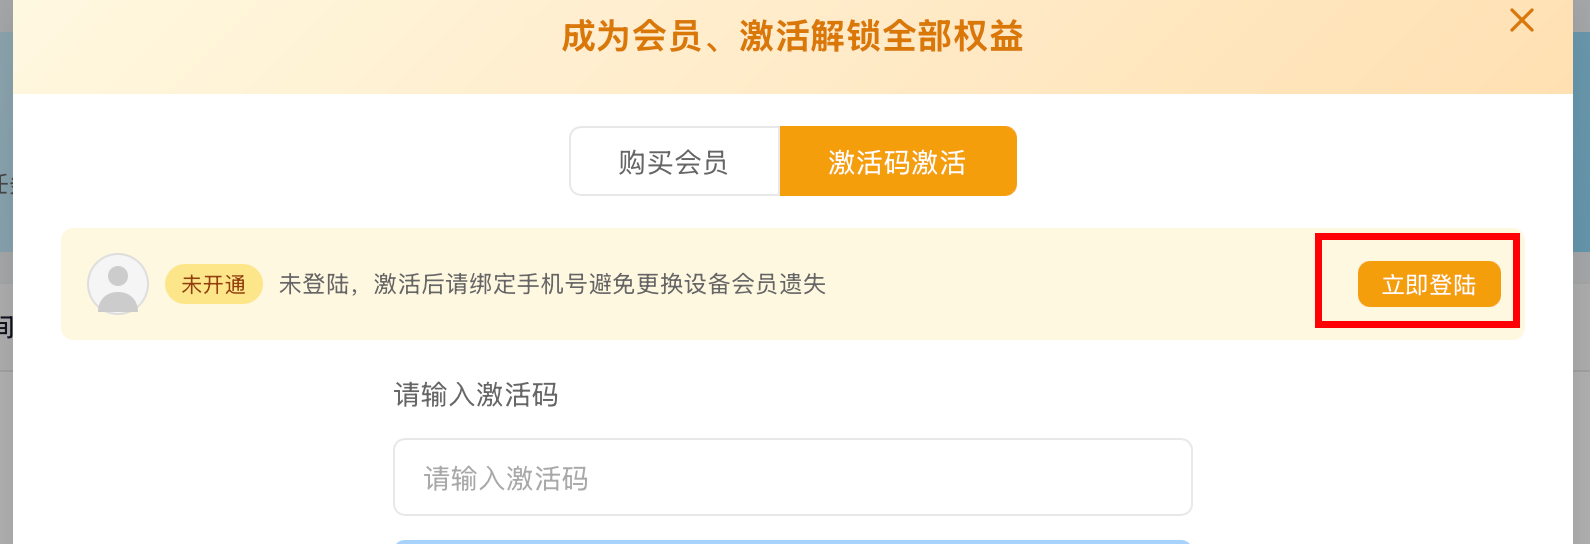 成为会员、激活解锁全部权益
购买会员
激活码激活
未开通
未登陆，激活后请绑定手机号避免更换设备会员遗失
立即登陆
请输入激活码
请输入激活码